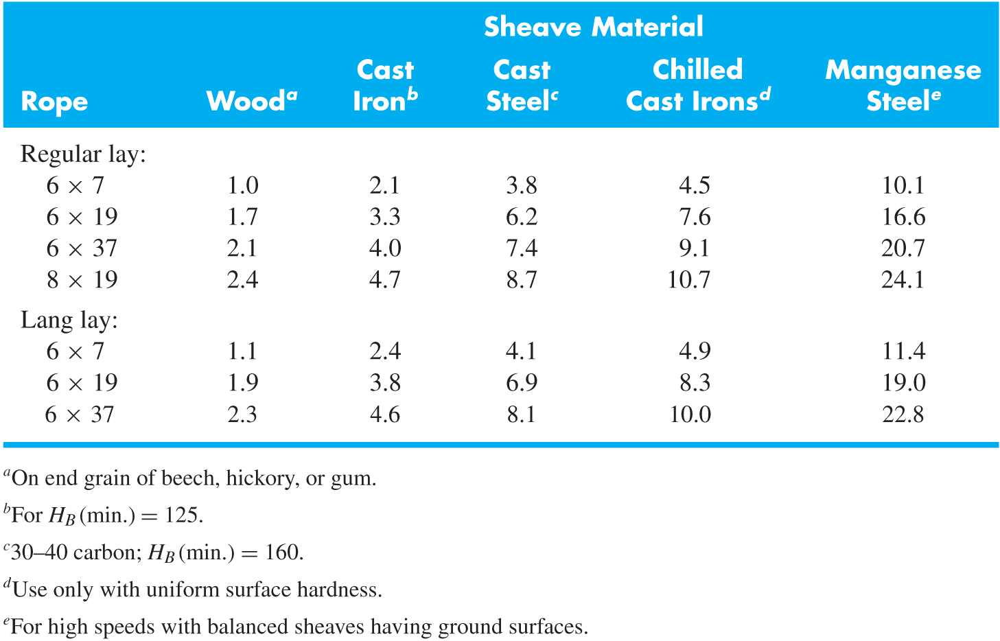 Sheave Material
Rope Wood^a Cast Iron^b Cast Steel^c Chilled Cast Irons^d Manganese Steel^e
Regular lay:
6 × 7 1.0 2.1 3.8 4.5 10.1
6 × 19 1.7 3.3 6.2 7.6 16.6
6 × 37 2.1 4.0 7.4 9.1 20.7
8 × 19 2.4 4.7 8.7 10.7 24.1
Lang lay:
6 × 7 1.1 2.4 4.1 4.9 11.4
6 × 19 1.9 3.8 6.9 8.3 19.0
6 × 37 2.3 4.6 8.1 10.0 22.8
^aOn end grain of beech, hickory, or gum.
^bFor H_B (min.) = 125.
^c30–40 carbon; H_B (min.) = 160.
^dUse only with uniform surface hardness.
^eFor high speeds with balanced sheaves having ground surfaces.